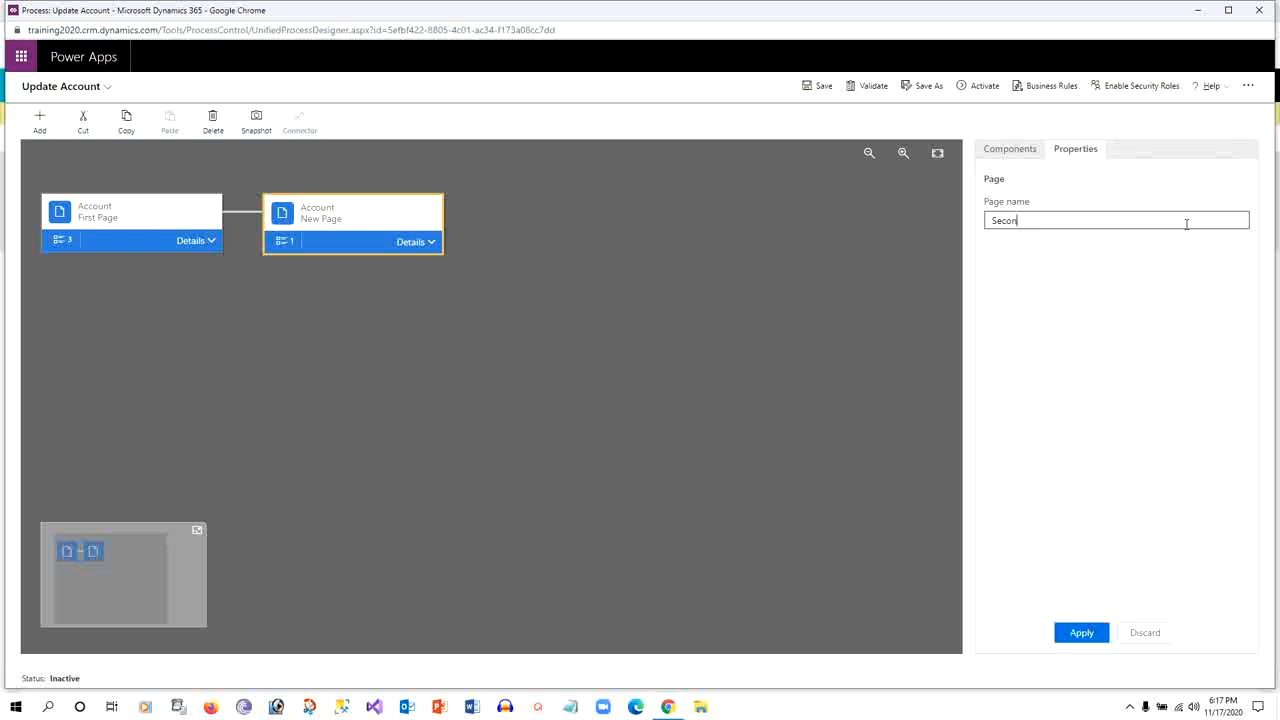 Process: Update Account - Microsoft Dynamics 365 - Google Chrome
training2020.crm.dynamics.com/Tools/ProcessControl/UnifiedProcessDesigner.aspx?id=5efbf422-8805-4c01-ac34-f173a08cc7dd
Power Apps
Update Account
Save
Validate
Save As
Activate
Business Rules
Enable Security Roles
? Help
Add
Cut
Copy
Paste
Delete
Snapshot
Connector
Components
Properties
Account
First Page
3
Details
Account
New Page
1
Details
Page
Page name
Secon
Apply
Discard
Status: Inactive
6:17 PM
11/17/2020